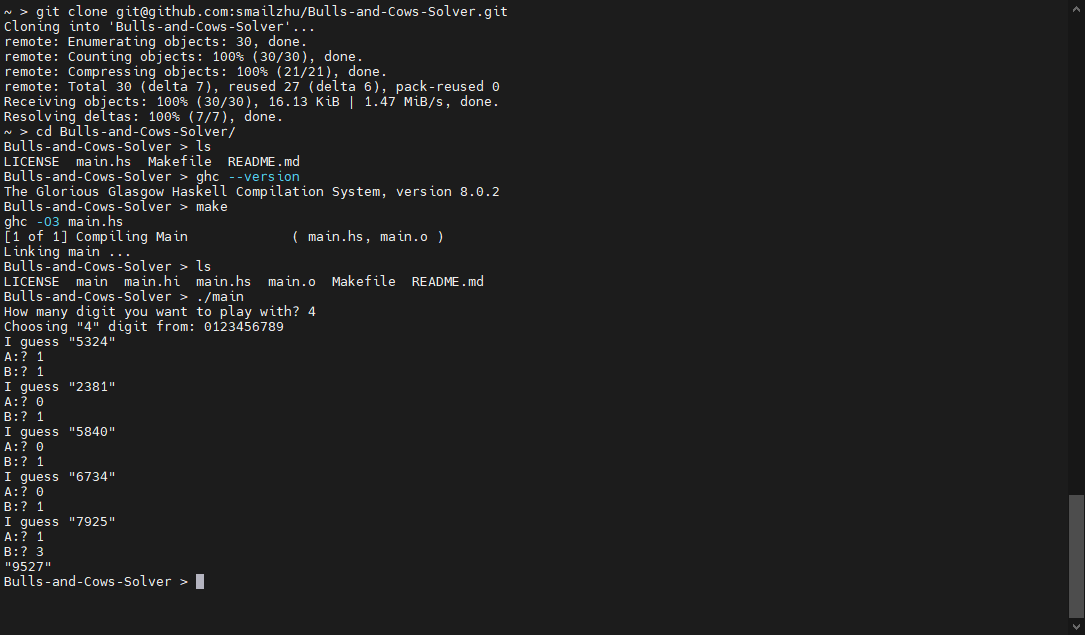 ~ > git clone git@github.com:smailzhu/Bulls-and-Cows-Solver.git
Cloning into 'Bulls-and-Cows-Solver'...
remote: Enumerating objects: 30, done.
remote: Counting objects: 100% (30/30), done.
remote: Compressing objects: 100% (21/21), done.
remote: Total 30 (delta 7), reused 27 (delta 6), pack-reused 0
Receiving objects: 100% (30/30), 16.13 KiB | 1.47 MiB/s, done.
Resolving deltas: 100% (7/7), done.
~ > cd Bulls-and-Cows-Solver/
Bulls-and-Cows-Solver > ls
LICENSE  main.hs  Makefile  README.md
Bulls-and-Cows-Solver > ghc --version
The Glorious Glasgow Haskell Compilation System, version 8.0.2
Bulls-and-Cows-Solver > make
ghc -O3 main.hs
[1 of 1] Compiling Main             ( main.hs, main.o )
Linking main ...
Bulls-and-Cows-Solver > ls
LICENSE  main  main.hi  main.hs  main.o  Makefile  README.md
Bulls-and-Cows-Solver > ./main
How many digit you want to play with? 4
Choosing "4" digit from: 0123456789
I guess "5324"
A:? 1
B:? 1
I guess "2381"
A:? 0
B:? 1
I guess "5840"
A:? 0
B:? 1
I guess "6734"
A:? 0
B:? 1
I guess "7925"
A:? 1
B:? 3
"9527"
Bulls-and-Cows-Solver >